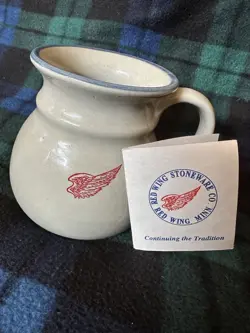 RED WING STONEWARE CO
RED WING, MINN
Continuing the Tradition